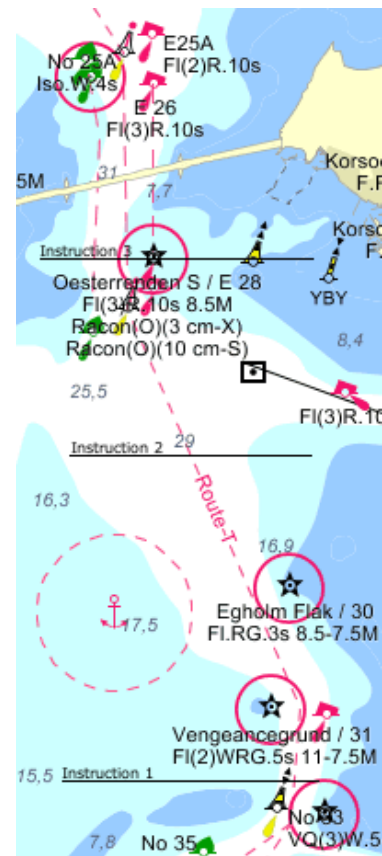 E25A
No 25A
Fl(2)R.10s
Iso.W.4s
E 26
Fl(3)R.10s
31
Korsoe
5M
F.R
7,7
Korso
F.
Instruction 3
Oesterrenden S / E 28
YBY
Fl(3)R.10s 8.5M
Racon(O)(3 cm-X)
8,4
Racon(O)(10 cm-S)
25,5
Fl(3)R.10
Instruction 2
29
Route-T
16,3
16,9
17,5
Egholm Flak / 30
Fl.RG.3s 8.5-7.5M
Vengeancegrund / 31
Fl(2)WRG.5s 11-7.5M
15,5
Instruction 1
No 33
7,8
No 35
VQ(3)W.5